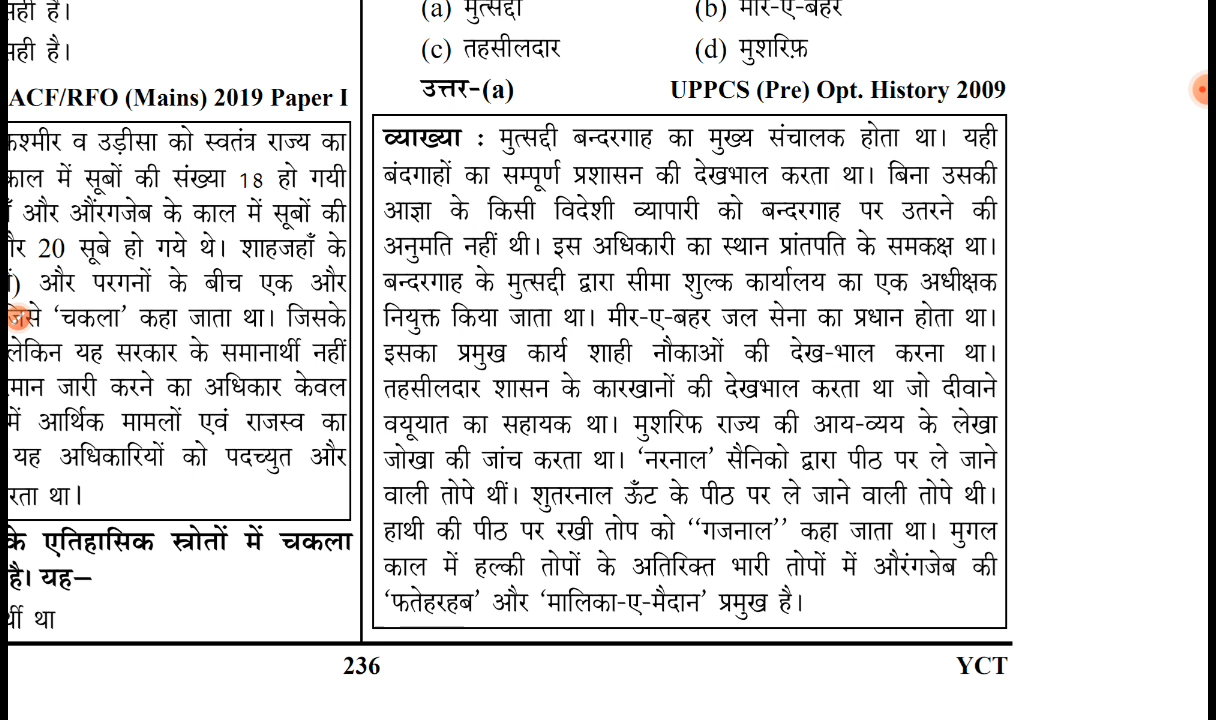 सही हैं।
सही है।
ACF/RFO (Mains) 2019 Paper I
कश्मीर व उड़ीसा को स्वतंत्र राज्य का
काल में सूबों की संख्या 18 हो गयी
और औंरगजेब के काल में सूबों की
और 20 सूबे हो गये थे। शाहजहाँ के
) और परगनों के बीच एक और
जिसे ‘चकला’ कहा जाता था। जिसके
लेकिन यह सरकार के समानार्थी नहीं
जारी करने का अधिकार केवल
में आर्थिक मामलों एवं राजस्व का
यह अधिकारियों को पदच्युत और
था।
के एतिहासिक स्त्रोतों में चकला
है। यह–
था
(a) मुत्सद्दी (b) मीर-ए-बहर
(c) तहसीलदार (d) मुशरिफ़
उत्तर–(a) UPPCS (Pre) Opt. History 2009
व्याख्या : मुत्सद्दी बन्दरगाह का मुख्य संचालक होता था। यही
बंदगाहों का सम्पूर्ण प्रशासन की देखभाल करता था। बिना उसकी
आज्ञा के किसी विदेशी व्यापारी को बन्दरगाह पर उतरने की
अनुमति नहीं थी। इस अधिकारी का स्थान प्रांतपति के समकक्ष था।
बन्दरगाह के मुत्सद्दी द्वारा सीमा शुल्क कार्यालय का एक अधीक्षक
नियुक्त किया जाता था। मीर-ए-बहर जल सेना का प्रधान होता था।
इसका प्रमुख कार्य शाही नौकाओं की देख-भाल करना था।
तहसीलदार शासन के कारखानों की देखभाल करता था जो दीवाने
वयूयात का सहायक था। मुशरिफ राज्य की आय-व्यय के लेखा
जोखा की जांच करता था। ‘नरनाल’ सैनिको द्वारा पीठ पर ले जाने
वाली तोपे थीं। शुतरनाल ऊँट के पीठ पर ले जाने वाली तोपे थी।
हाथी की पीठ पर रखी तोप को ‘‘गजनाल’’ कहा जाता था। मुगल
काल में हल्की तोपों के अतिरिक्त भारी तोपों में औरंगजेब की
‘फतेहरहब’ और ‘मालिका-ए-मैदान’ प्रमुख है।
236
YCT